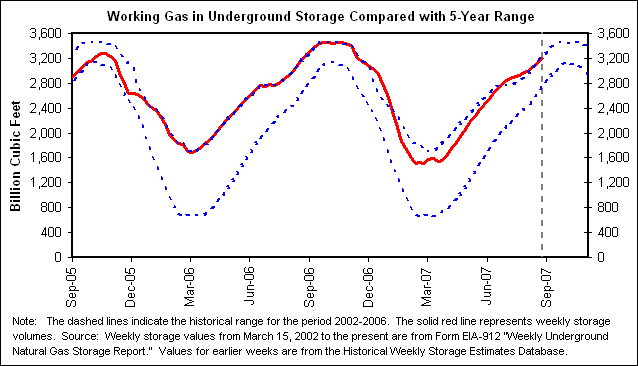 Working Gas in Underground Storage Compared with 5-Year Range
Billion Cubic Feet
3,600
3,200
2,800
2,400
2,000
1,600
1,200
800
400
0
3,600
3,200
2,800
2,400
2,000
1,600
1,200
800
400
0
Sep-05
Dec-05
Mar-06
Jun-06
Sep-06
Dec-06
Mar-07
Jun-07
Sep-07
Note: The dashed lines indicate the historical range for the period 2002-2006. The solid red line represents weekly storage
volumes. Source: Weekly storage values from March 15, 2002 to the present are from Form EIA-912 "Weekly Underground
Natural Gas Storage Report." Values for earlier weeks are from the Historical Weekly Storage Estimates Database.